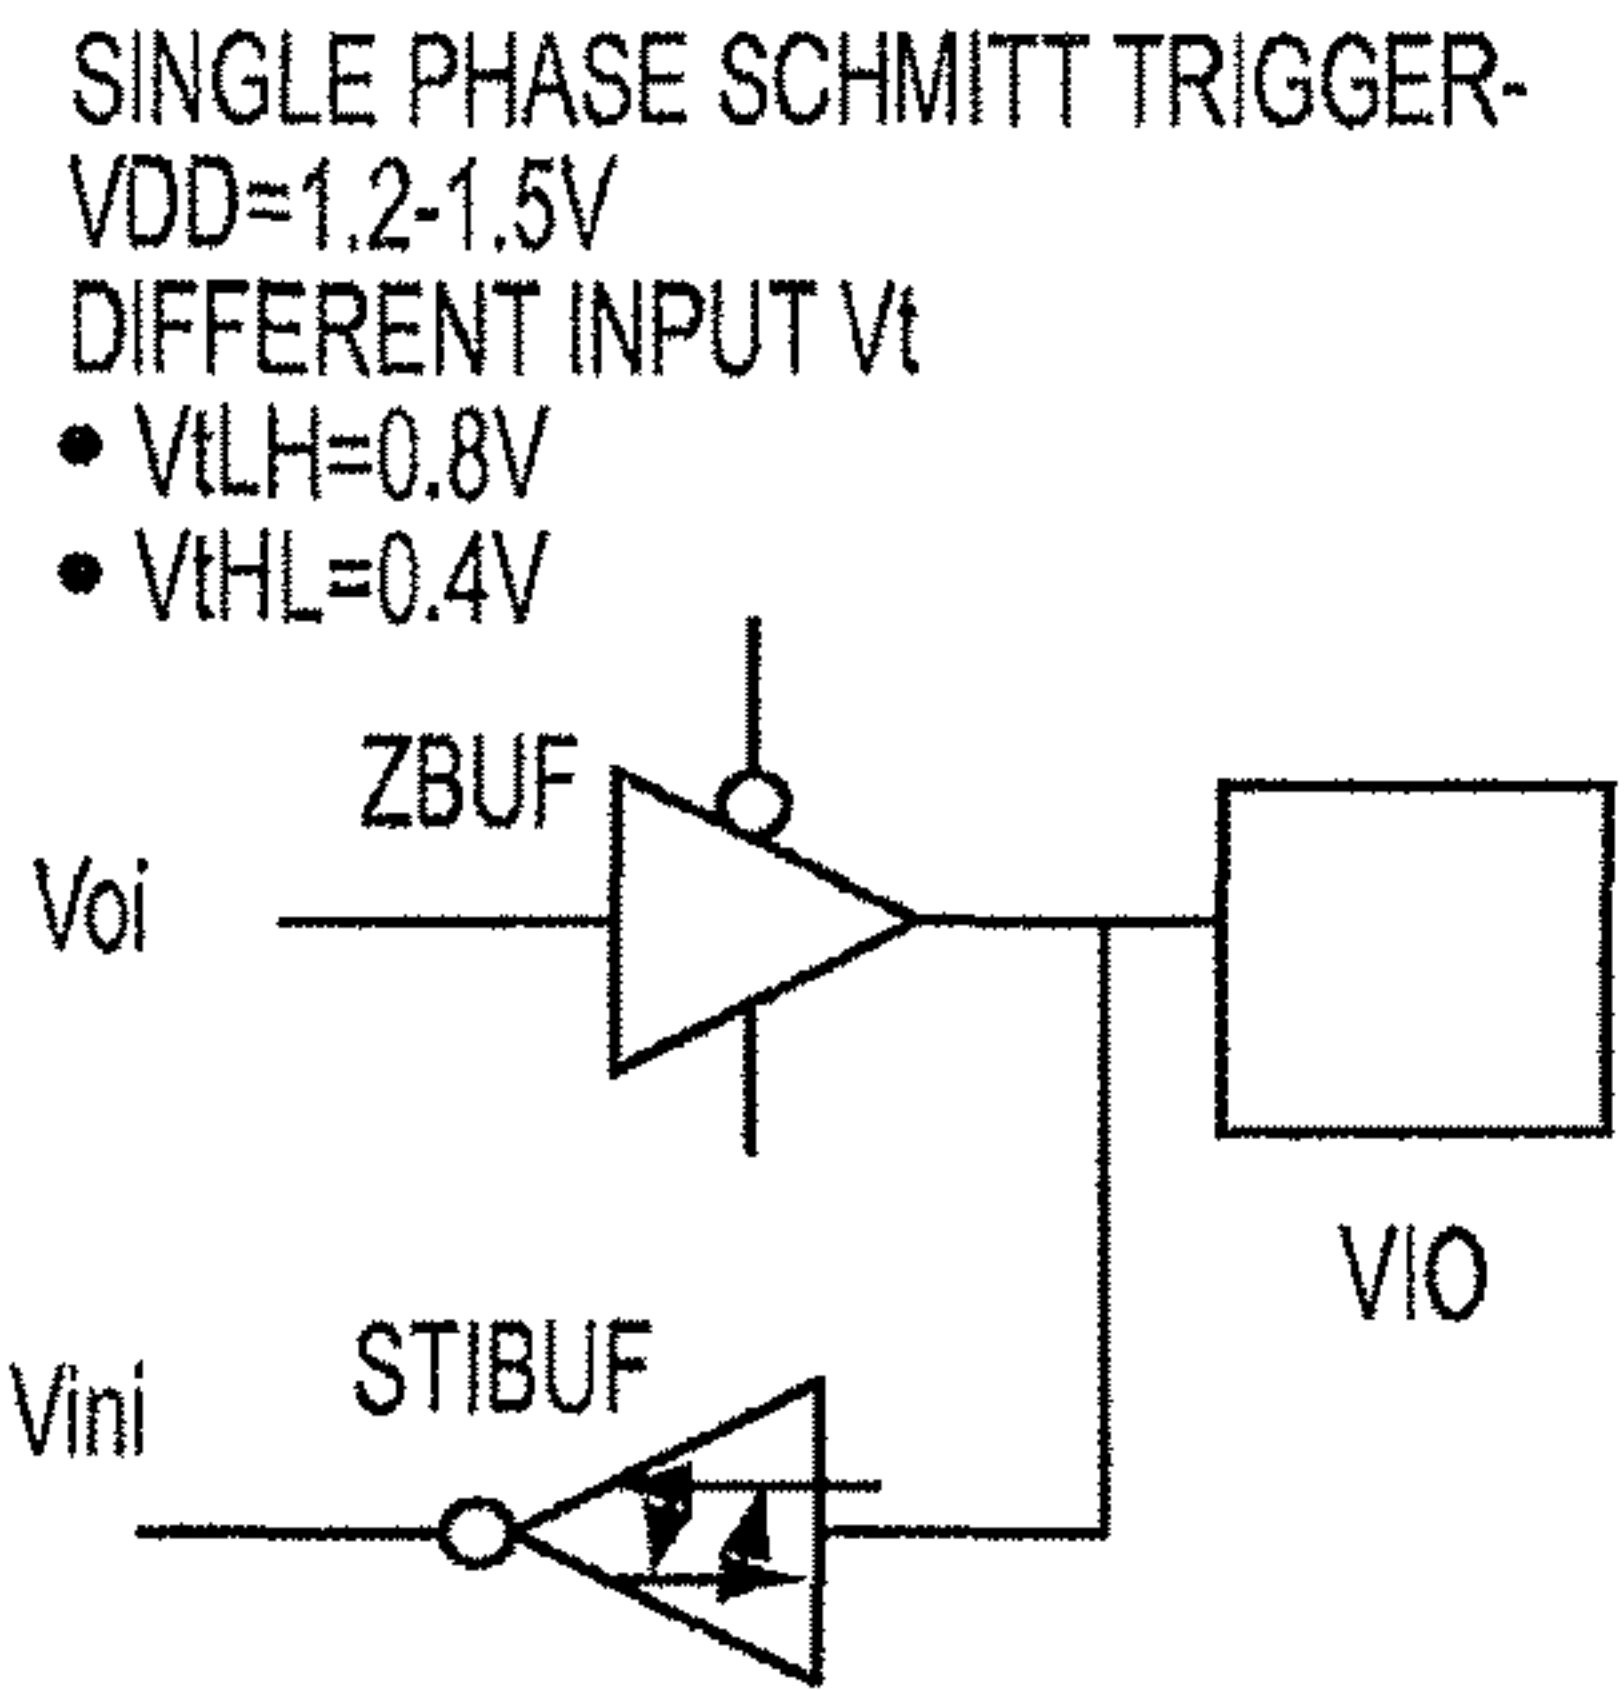 SINGLE PHASE SCHMITT TRIGGER-
VDD=1.2-1.5V
DIFFERENT INPUT Vt
• VtLH=0.8V
• VtHL=0.4V
ZBUF
Voi
VIO
STIBUF
Vini